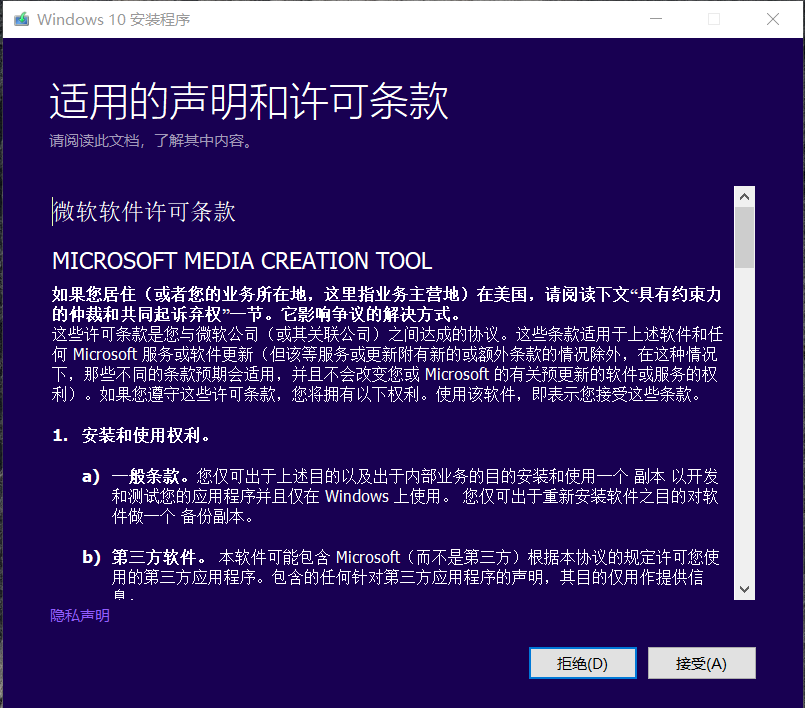 Windows 10 安装程序
适用的声明和许可条款
请阅读此文档，了解其中内容。
微软软件许可条款
MICROSOFT MEDIA CREATION TOOL
如果您居住（或者您的业务所在地，这里指业务主营地）在美国，请阅读下文“具有约束力
的仲裁和共同起诉弃权”一节。它影响争议的解决方式。
这些许可条款是您与微软公司（或其关联公司）之间达成的协议。这些条款适用于上述软件和任
何 Microsoft 服务或软件更新（但该等服务或更新附有新的或额外条款的情况除外，在这种情况
下，那些不同的条款预期会适用，并且不会改变您或 Microsoft 的有关预更新的软件或服务的权
利）。如果您遵守这些许可条款，您将拥有以下权利。使用该软件，即表示您接受这些条款。
1. 安装和使用权利。
a) 一般条款。您仅可出于上述目的以及出于内部业务的目的安装和使用一个 副本 以开发
和测试您的应用程序并且仅在 Windows 上使用。 您仅可出于重新安装软件之目的对软
件做一个 备份副本。
b) 第三方软件。 本软件可能包含 Microsoft（而不是第三方）根据本协议的规定许可您使
用的第三方应用程序。包含的任何针对第三方应用程序的声明，其目的仅用作提供信
息.
隐私声明
拒绝(D)
接受(A)